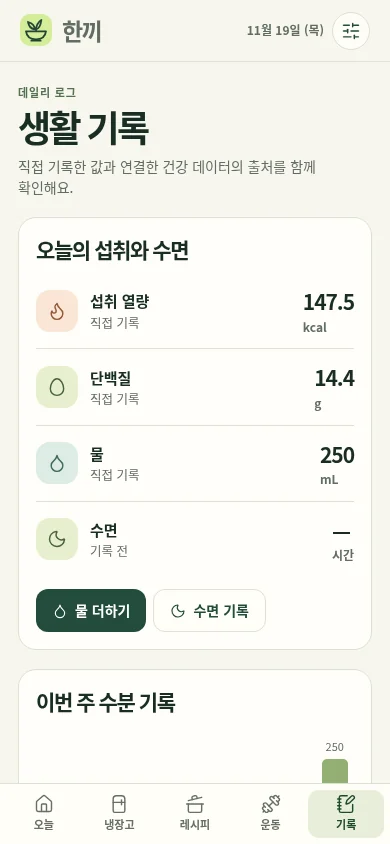 한끼
11월 19일 (목)
데일리 로그
생활 기록
직접 기록한 값과 연결한 건강 데이터의 출처를 함께
확인해요.
오늘의 섭취와 수면
섭취 열량
직접 기록
147.5
kcal
단백질
직접 기록
14.4
g
물
직접 기록
250
mL
수면
기록 전
—
시간
물 더하기
수면 기록
이번 주 수분 기록
250
오늘
냉장고
레시피
운동
기록